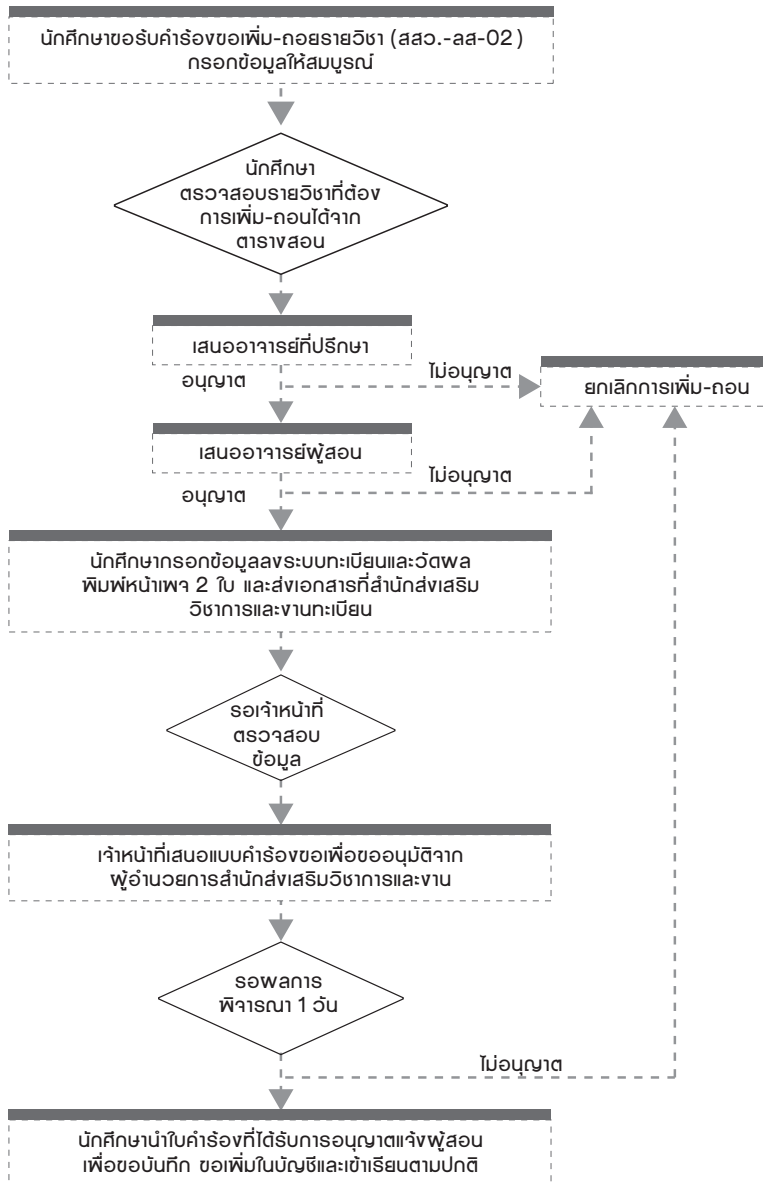 นักศึกษาขอรับคำร้องขอเพิ่ม-ถอยรายวิชา (สสว.-ลส-02)
กรอกข้อมูลให้สมบูรณ์
นักศึกษา
ตรวจสอบรายวิชาที่ต้อง
การเพิ่ม-ถอนได้จาก
ตารางสอน
เสนออาจารย์ที่ปรึกษา
อนุญาต
ไม่อนุญาต
ยกเลิกการเพิ่ม-ถอน
เสนออาจารย์ผู้สอน
อนุญาต
ไม่อนุญาต
นักศึกษากรอกข้อมูลลงระบบทะเบียนและวัดผล
พิมพ์หน้าเพจ 2 ใบ และส่งเอกสารที่สำนักส่งเสริม
วิชาการและงานทะเบียน
รอเจ้าหน้าที่
ตรวจสอบ
ข้อมูล
เจ้าหน้าที่เสนอแบบคำร้องขอเพื่อขออนุมัติจาก
ผู้อำนวยการสำนักส่งเสริมวิชาการและงาน
รอผลการ
พิจารณา 1 วัน
ไม่อนุญาต
นักศึกษานำใบคำร้องที่ได้รับการอนุญาตแจ้งผู้สอน
เพื่อขอบันทึก ขอเพิ่มในบัญชีและเข้าเรียนตามปกติ